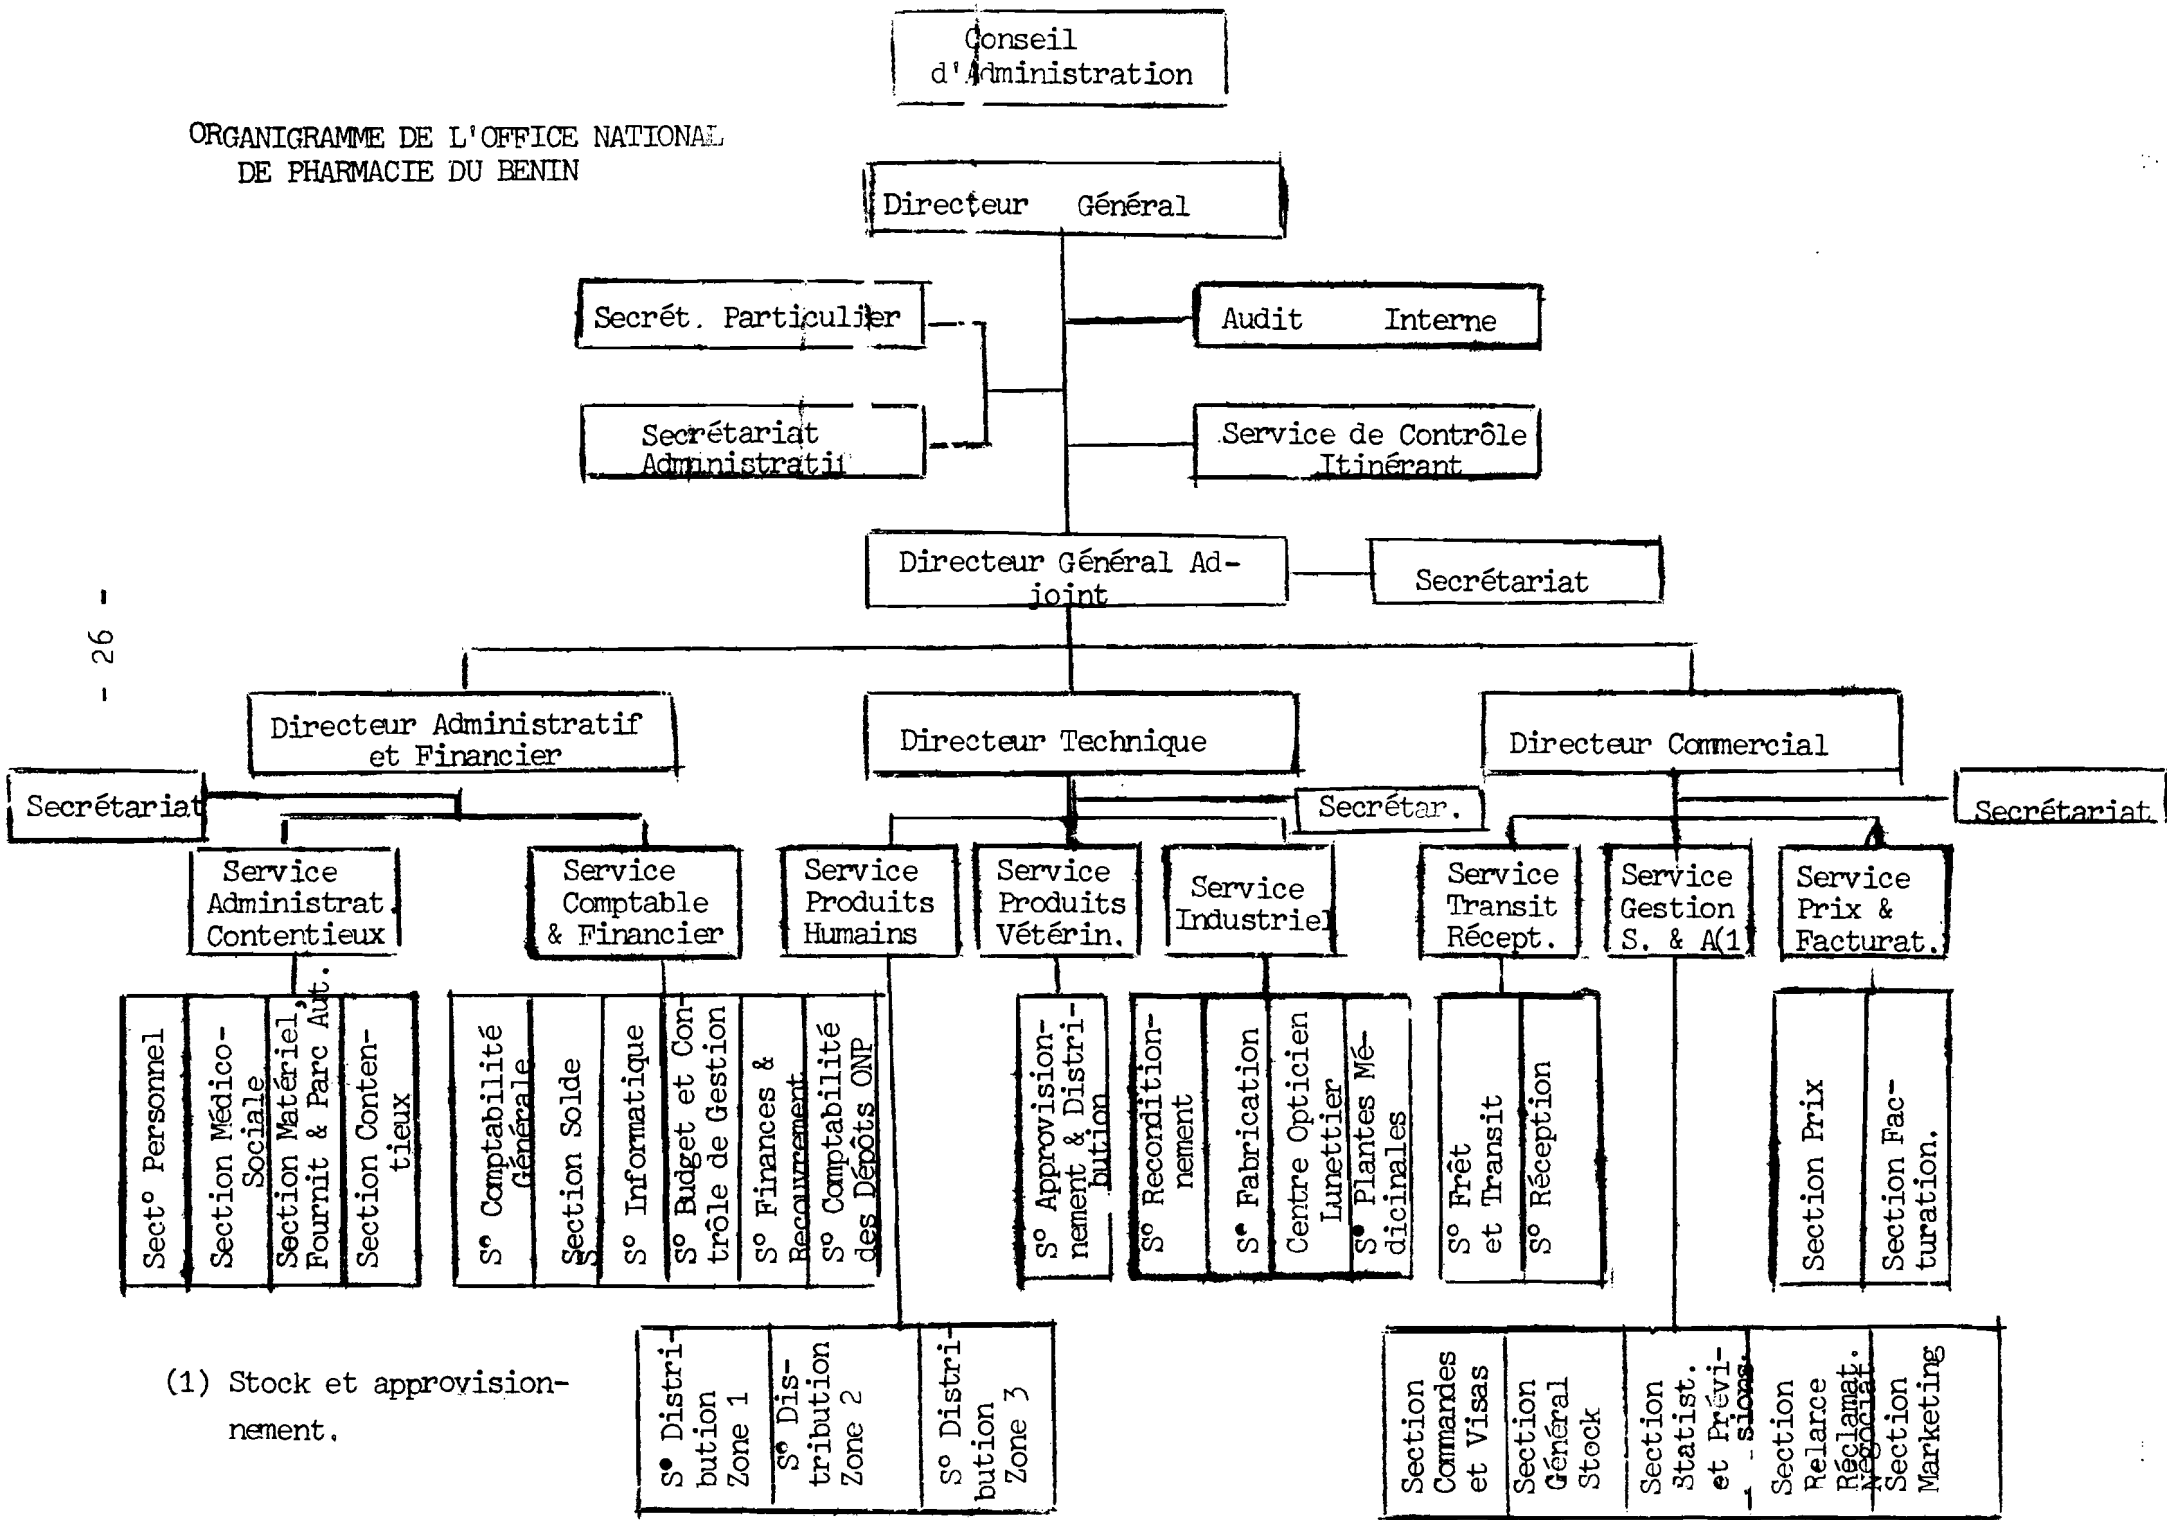 Conseil
d'Administration
ORGANIGRAMME DE L'OFFICE NATIONAL
DE PHARMACIE DU BENIN
Directeur Général
Secrét. Particulier
Audit Interne
Secrétariat
Administratif
Service de Contrôle
Itinérant
Directeur Général Ad-
joint
Secrétariat
- 26 -
Directeur Administratif
et Financier
Directeur Technique
Directeur Commercial
Secrétariat
Secrétar.
Secrétariat
Service
Administrat.
Contentieux
Service
Comptable
& Financier
Service
Produits
Humains
Service
Produits
Vétérin.
Service
Industriel
Service
Transit
Récept.
Service
Gestion
S. & A(1
Service
Prix &
Facturat.
Sect° Personnel
Section Médico-
Sociale
Section Matériel,
Fournit & Parc Aut.
Section Conten-
tieux
S° Comptabilité
Générale
Section Solde
S° Informatique
S° Budget et Con-
trôle de Gestion
S° Finances &
Recouvrement
S° Comptabilité
des Dépôts ONP
S° Approvision-
nement & Distri-
bution
S° Recondition-
nement
S° Fabrication
Centre Opticien
Lunettier
S° Plantes Mé-
dicinales
S° Frêt
et Transit
S° Réception
Section Prix
Section Fac-
turation.
S° Distri-
bution
Zone 1
S° Dis-
tribution
Zone 2
S° Distri-
bution
Zone 3
Section
Commandes
et Visas
Section
Général
Stock
Section
Statist.
et Prévi-
sions.
Section
Relance
Réclamat.
Négociat.
Section
Marketing
(1) Stock et approvision-
nement.